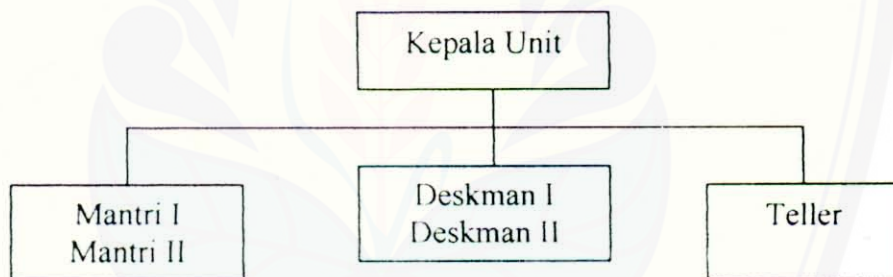 Kepala Unit
Mantri I
Mantri II
Deskman I
Deskman II
Teller